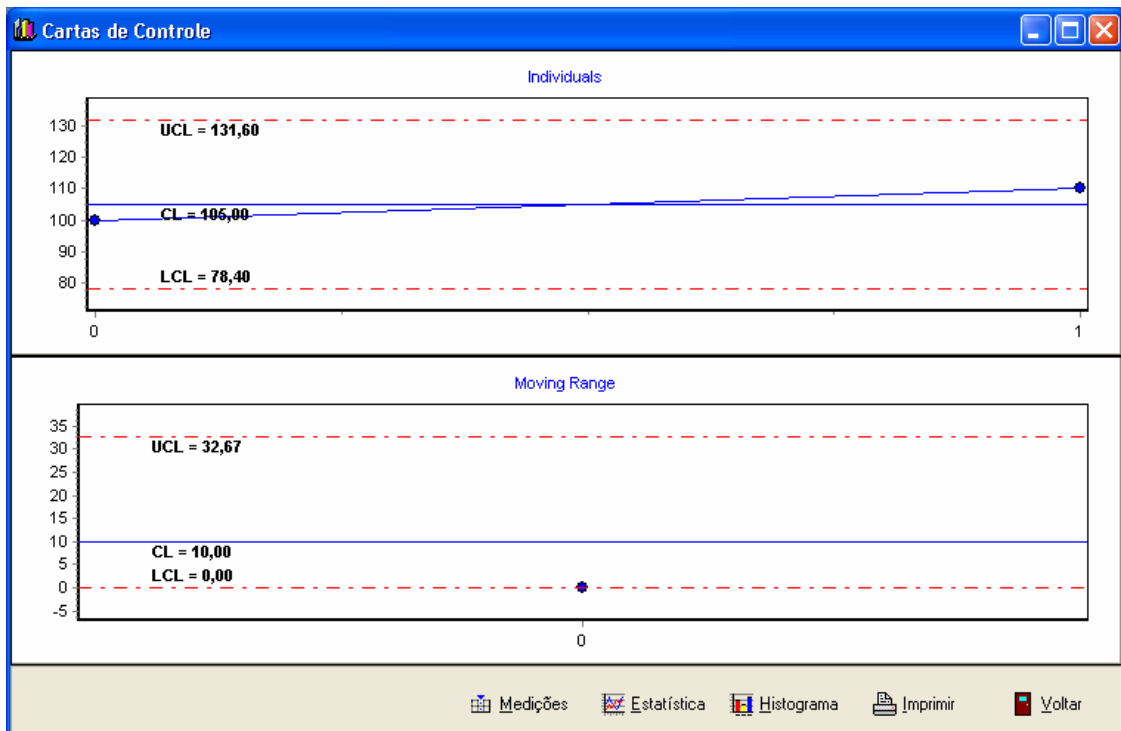 Cartas de Controle
Individuals
130
UCL = 131,60
120
110
100
CL = 105,00
90
80
LCL = 78,40
0
1
Moving Range
35
30
UCL = 32,67
25
20
15
10
CL = 10,00
5
LCL = 0,00
0
-5
0
Medições Estatística Histograma Imprimir Voltar